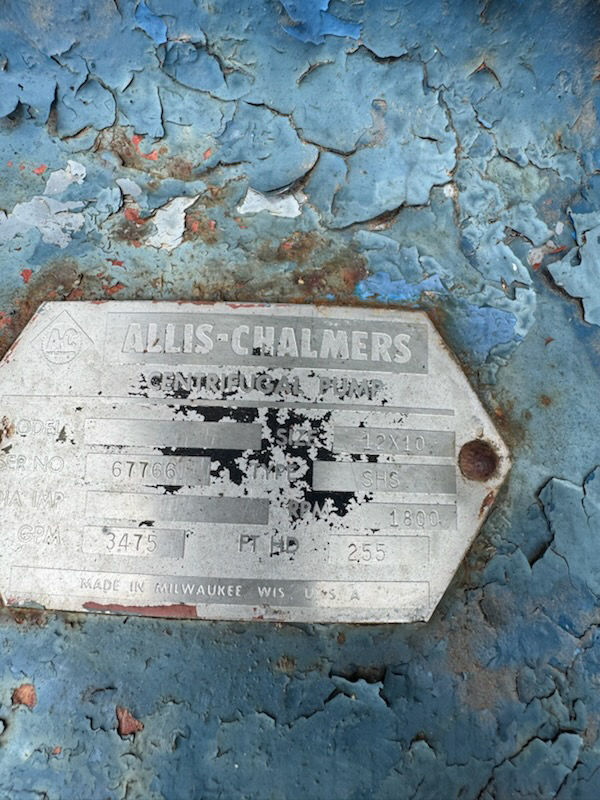 AC
ALLIS-CHALMERS
CENTRIFUGAL PUMP
MODEL SIZE 12X10
SER NO 67766 TYPE SHS
DIA IMP RPM 1800
GPM 3475 FT HD 255
MADE IN MILWAUKEE, WIS., U.S.A.